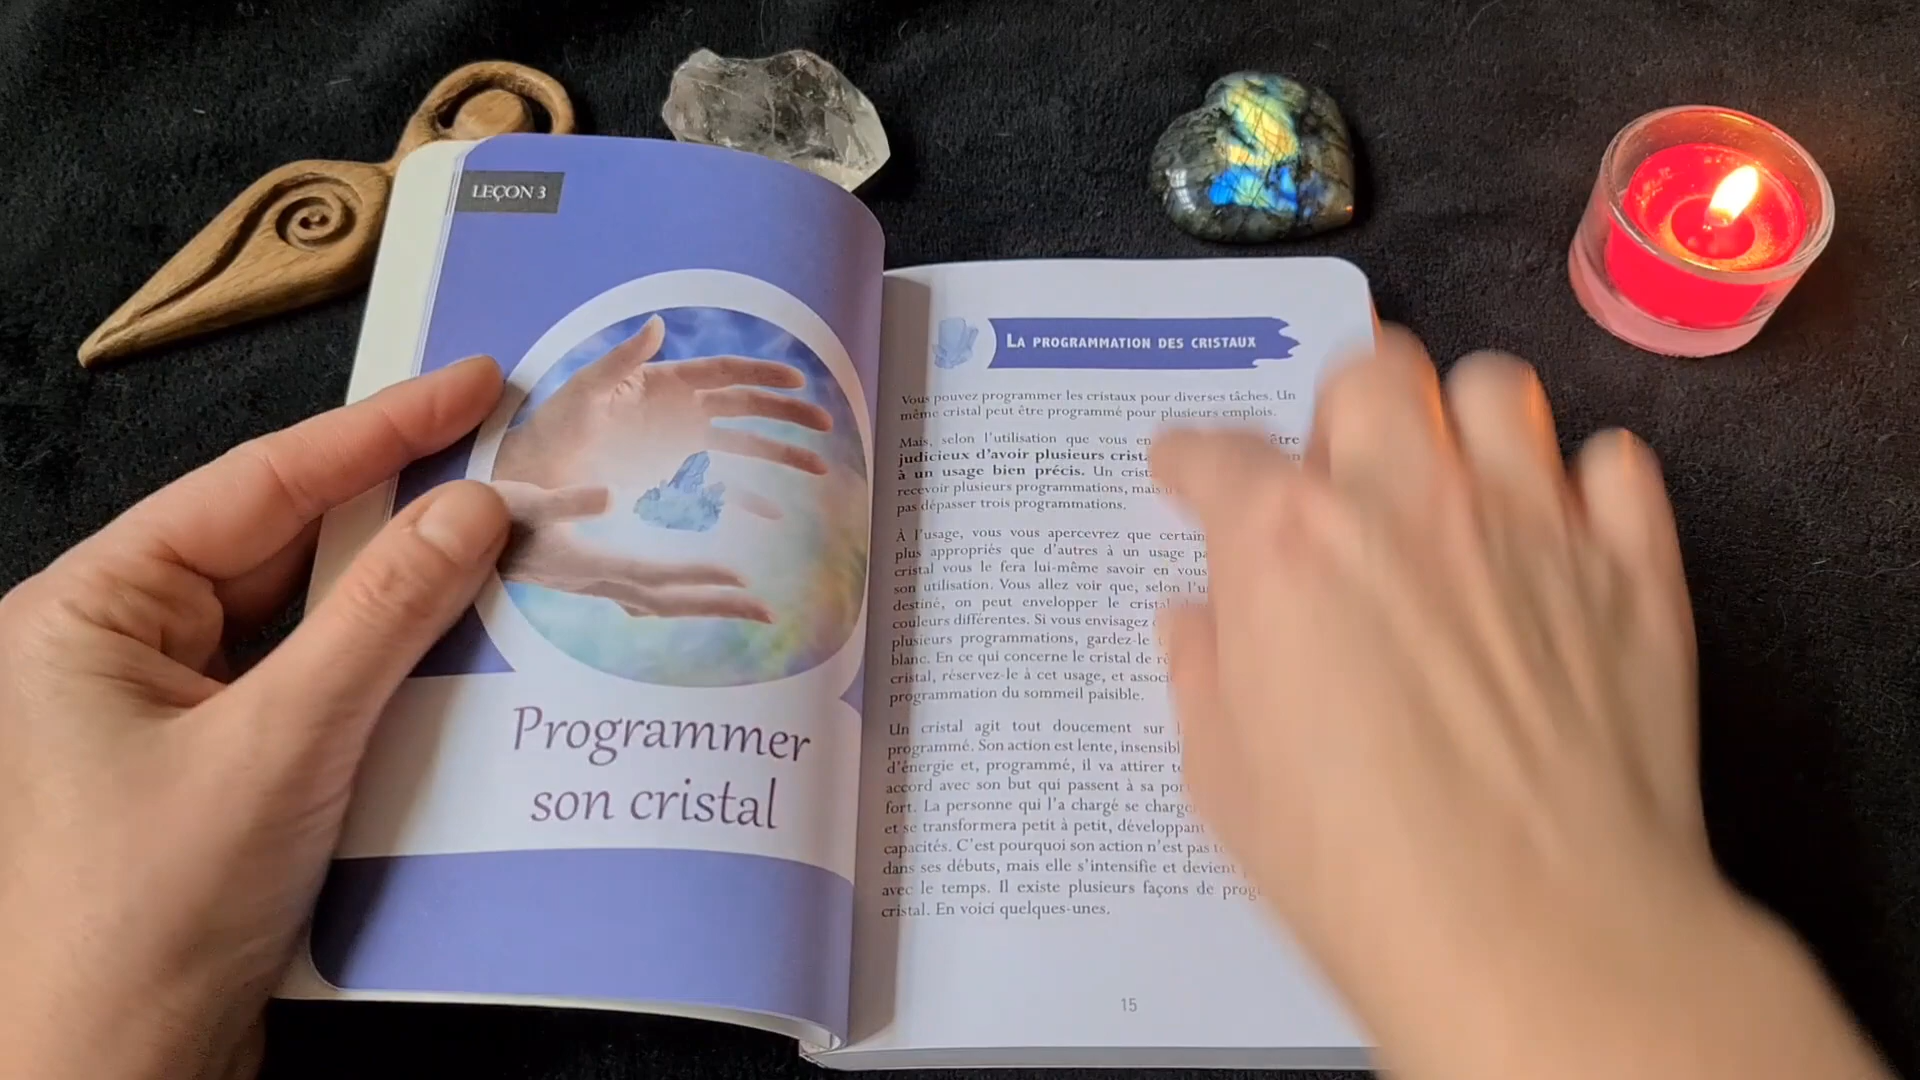 LEÇON 3
Programmer
son cristal
La programmation des cristaux
Vous pouvez programmer les cristaux pour diverses tâches. Un
même cristal peut être programmé pour plusieurs emplois.
Mais, selon l'utilisation que vous en être
judicieux d'avoir plusieurs
à un usage bien précis. Un
recevoir plusieurs programmations, mais
pas dépasser trois programmations.
À l'usage, vous vous apercevrez que
plus appropriés que d'autres à un usage
cristal vous le fera lui-même savoir en vous
son utilisation. Vous allez voir que, selon
destiné, on peut envelopper le cristal
couleurs différentes. Si vous envisagez
plusieurs programmations, gardez-le
blanc. En ce qui concerne le cristal de
cristal, réservez-le à cet usage, et
programmation du sommeil paisible.
Un cristal agit tout doucement sur
programmé. Son action est lente,
d'énergie et, programmé, il va attirer
accord avec son but qui passent à sa
fort. La personne qui l'a chargé se
et se transformera petit à petit, développant
capacités. C'est pourquoi son action n'est pas
dans ses débuts, mais elle s'intensifie et devient
avec le temps. Il existe plusieurs façons de
cristal. En voici quelques-unes.
15